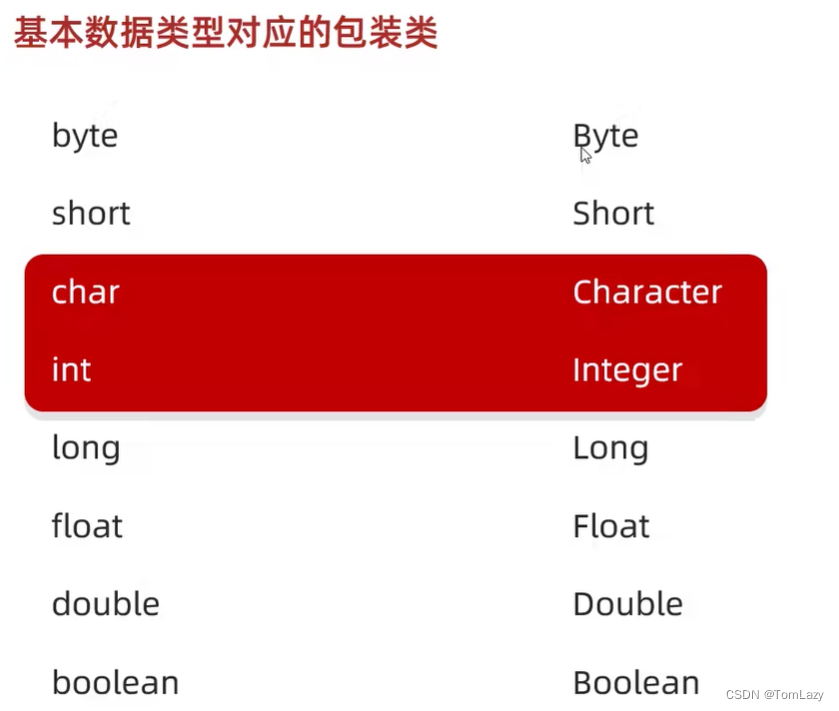 基本数据类型对应的包装类
byte Byte
short Short
char Character
int Integer
long Long
float Float
double Double
boolean Boolean
CSDN @TomLazy